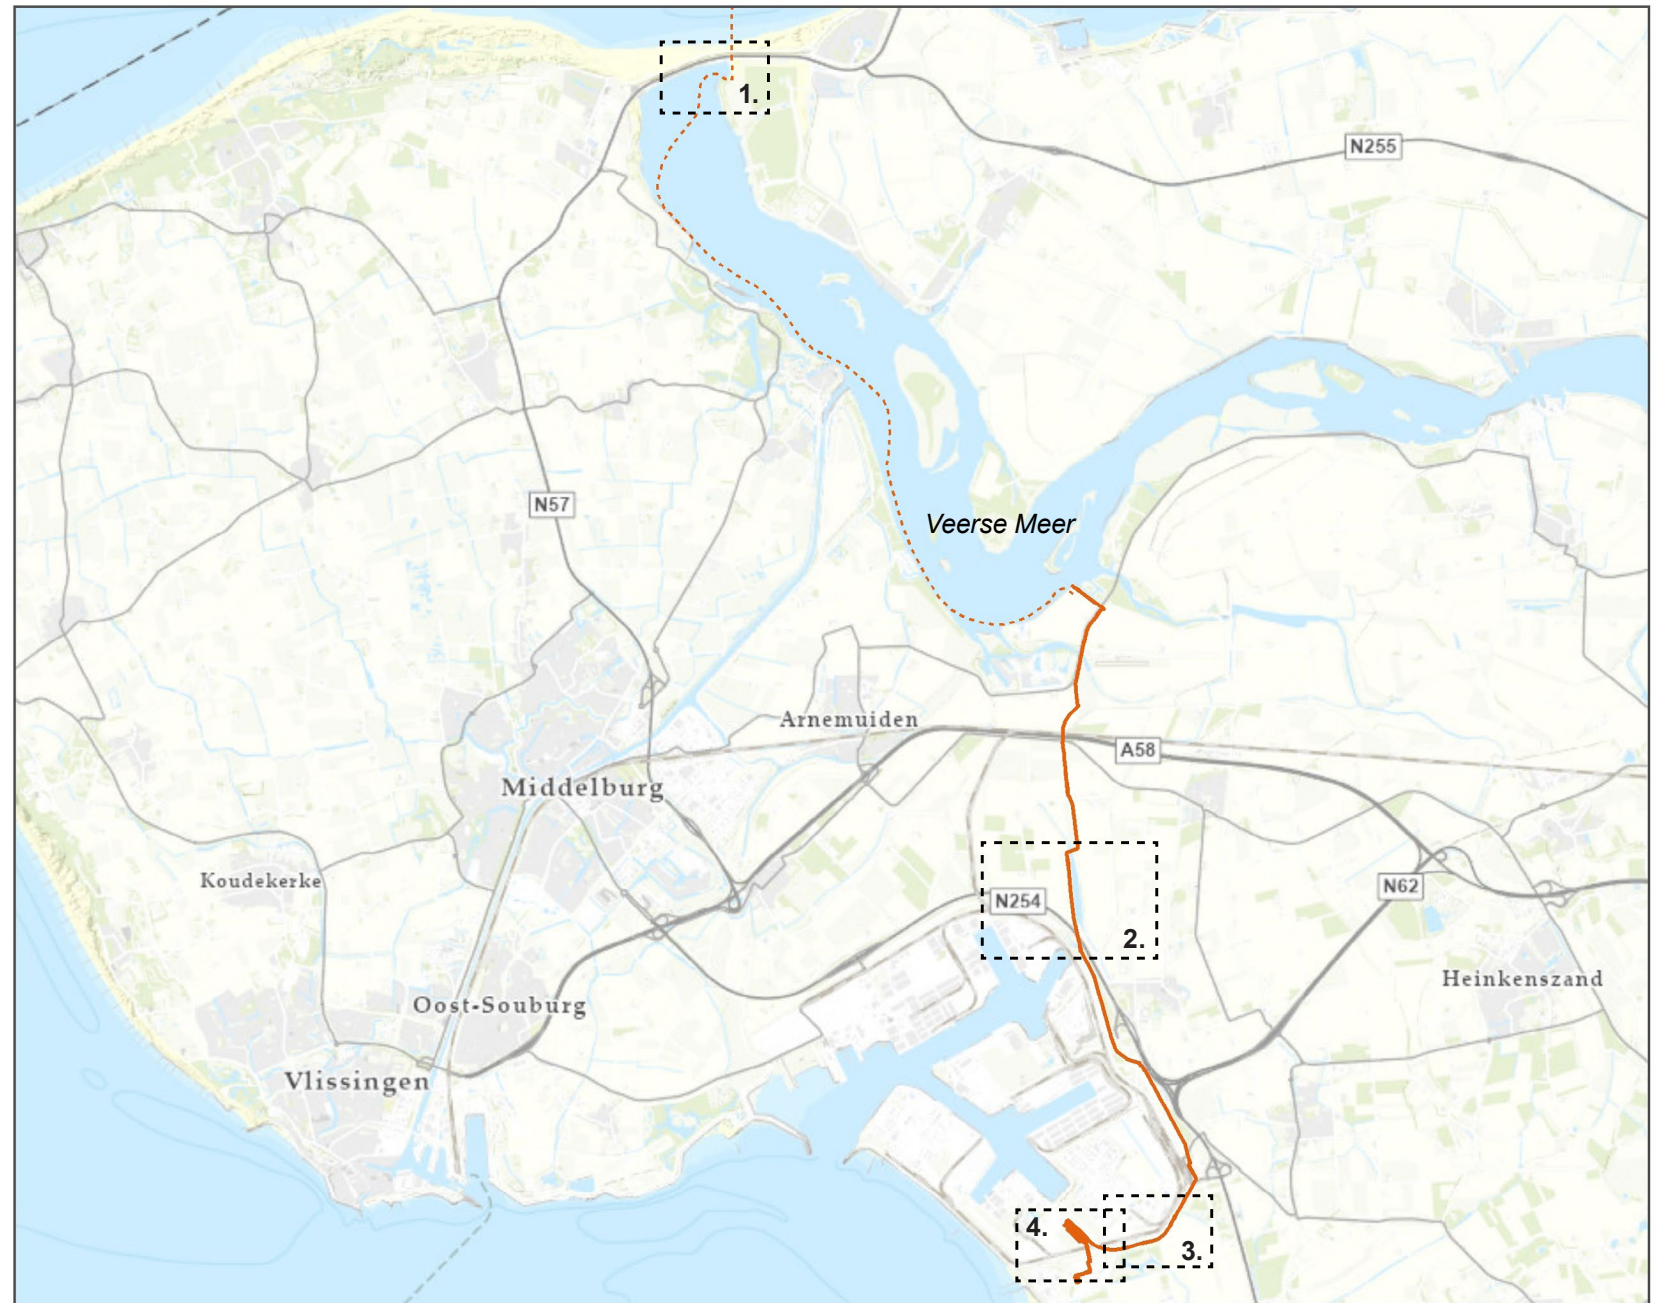 1.
N255
N57
Veerse Meer
Arnemuiden
A58
Middelburg
Koudekerke
N62
N254
2.
Heinkenszand
Oost-Souburg
Vlissingen
4.
3.